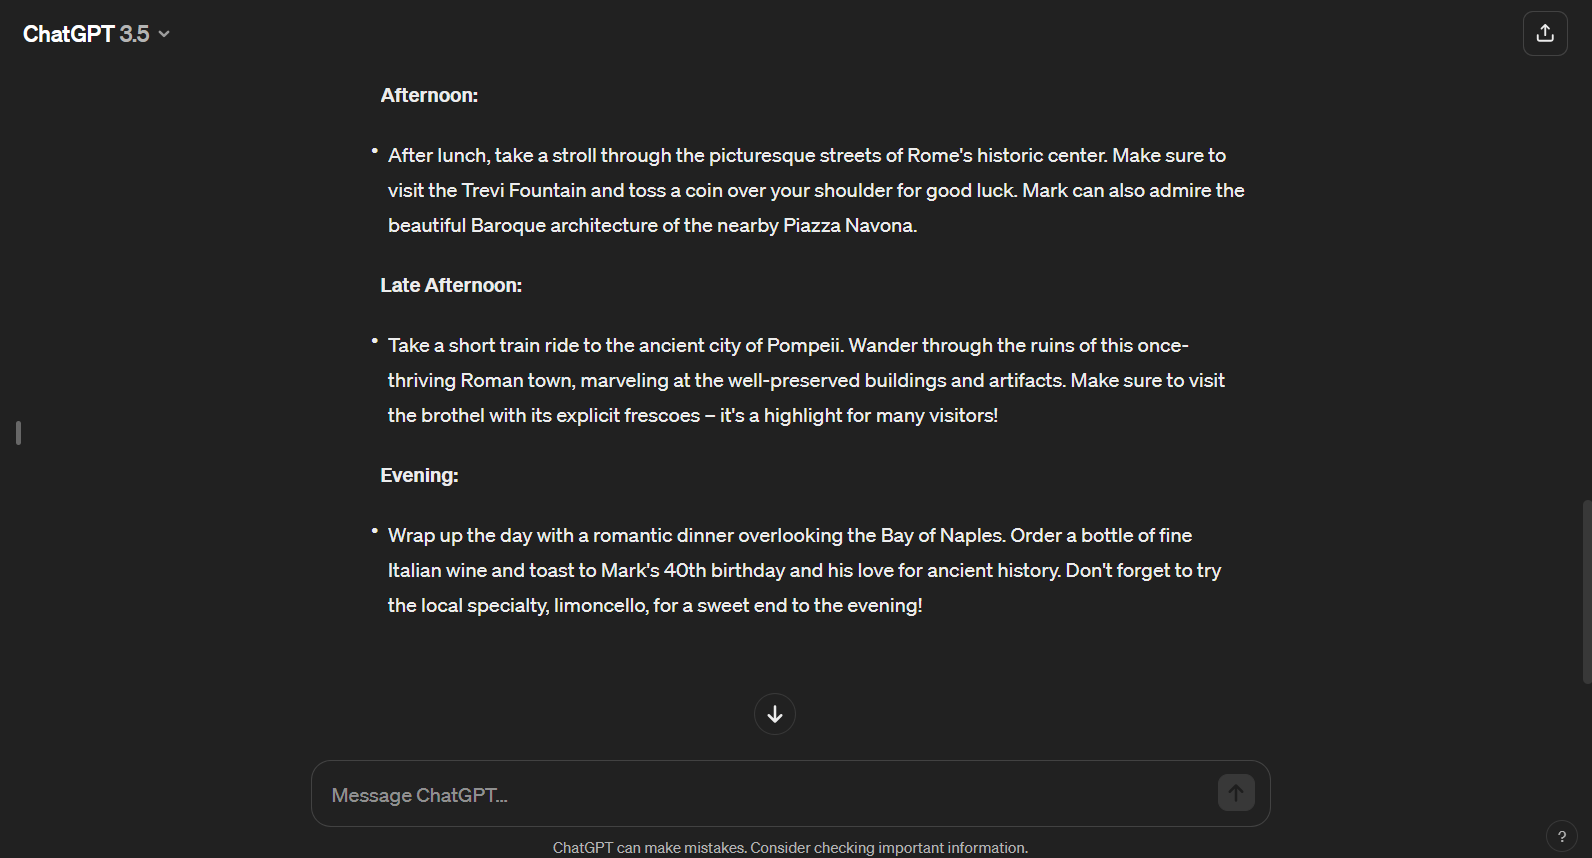 ChatGPT 3.5
Afternoon:
• After lunch, take a stroll through the picturesque streets of Rome's historic center. Make sure to
visit the Trevi Fountain and toss a coin over your shoulder for good luck. Mark can also admire the
beautiful Baroque architecture of the nearby Piazza Navona.
Late Afternoon:
• Take a short train ride to the ancient city of Pompeii. Wander through the ruins of this once-
thriving Roman town, marveling at the well-preserved buildings and artifacts. Make sure to visit
the brothel with its explicit frescoes – it's a highlight for many visitors!
Evening:
• Wrap up the day with a romantic dinner overlooking the Bay of Naples. Order a bottle of fine
Italian wine and toast to Mark's 40th birthday and his love for ancient history. Don't forget to try
the local specialty, limoncello, for a sweet end to the evening!
Message ChatGPT...
ChatGPT can make mistakes. Consider checking important information.
?